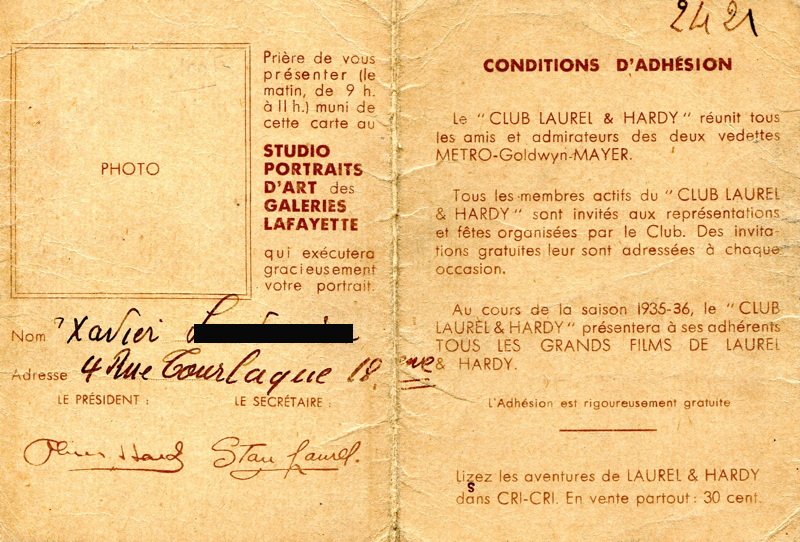 Prière de vous
présenter (le
matin, de 9 h.
à 11 h.) muni de
cette carte au
STUDIO
PORTRAITS
D'ART des
GALERIES
LAFAYETTE
qui exécutera
gracieusement
votre portrait.
PHOTO
Nom Xavier
Adresse 4 Rue Tourlaque 18.eme
LE PRÉSIDENT : LE SECRÉTAIRE :
Oliver Hardy Stan Laurel.
2421
CONDITIONS D'ADHÉSION
Le "CLUB LAUREL & HARDY" réunit tous
les amis et admirateurs des deux vedettes
METRO-Goldwyn-MAYER.
Tous les membres actifs du "CLUB LAUREL
& HARDY" sont invités aux représentations
et fêtes organisées par le Club. Des invita-
tions gratuites leur sont adressées à chaque
occasion.
Au cours de la saison 1935-36, le "CLUB
LAUREL & HARDY" présentera à ses adhérents
TOUS LES GRANDS FILMS DE LAUREL
& HARDY.
L'Adhésion est rigoureusement gratuite
Lizez les aventures de LAUREL & HARDY
s
dans CRI-CRI. En vente partout : 30 cent.